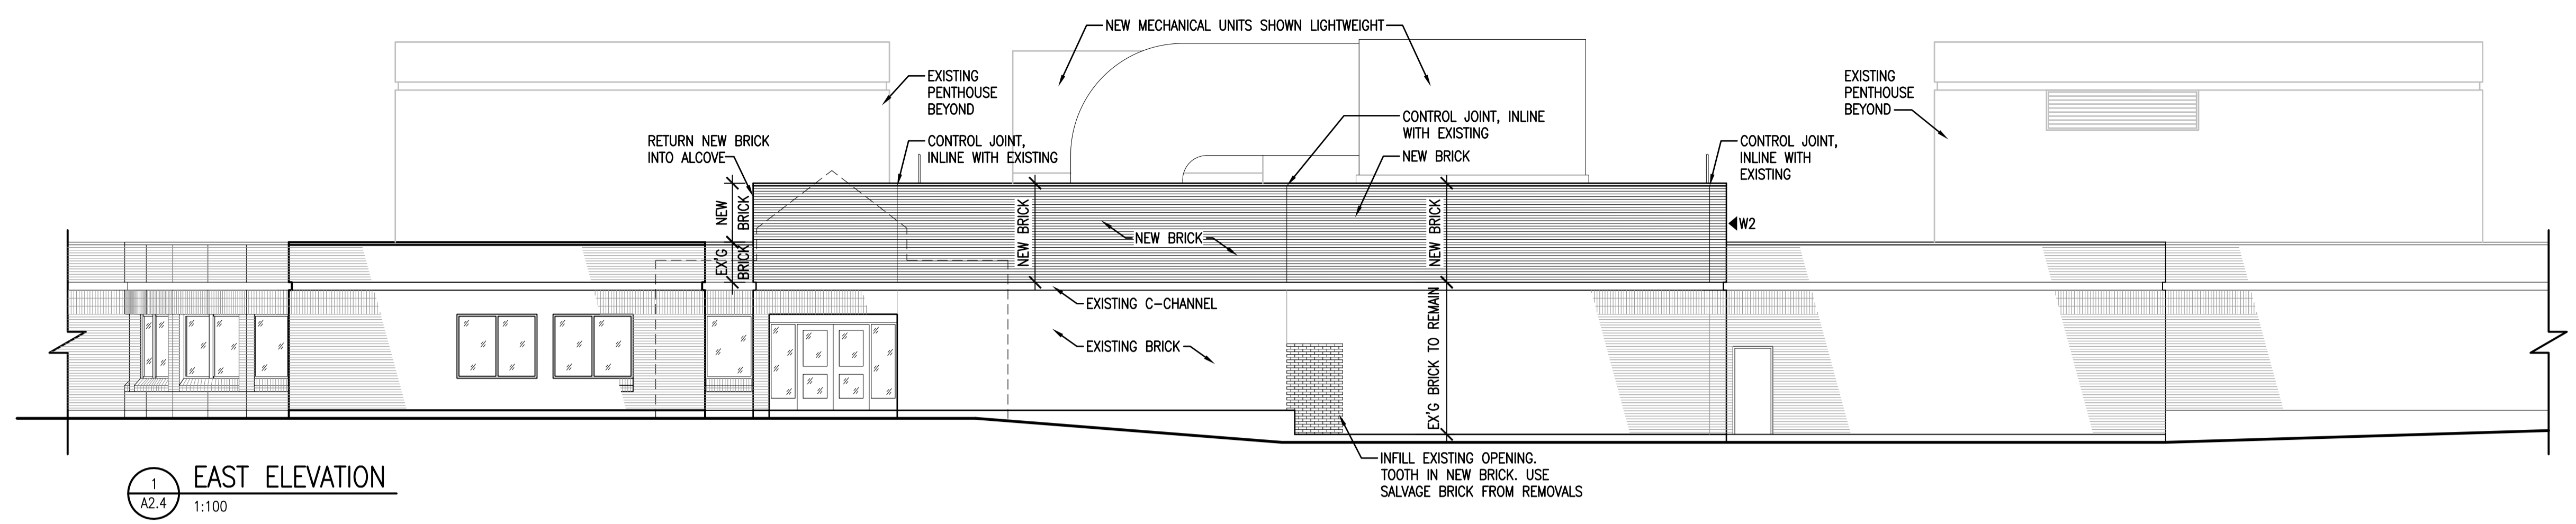 NEW MECHANICAL UNITS SHOWN LIGHTWEIGHT
EXISTING
PENTHOUSE
BEYOND
EXISTING
PENTHOUSE
BEYOND
CONTROL JOINT, INLINE
WITH EXISTING
RETURN NEW BRICK
INTO ALCOVE
CONTROL JOINT,
INLINE WITH EXISTING
NEW BRICK
CONTROL JOINT,
INLINE WITH
EXISTING
NEW
BRICK
EX'G
BRICK
NEW BRICK
NEW BRICK
NEW BRICK
W2
EXISTING C-CHANNEL
EXISTING BRICK
EX'G BRICK TO REMAIN
INFILL EXISTING OPENING.
TOOTH IN NEW BRICK. USE
SALVAGE BRICK FROM REMOVALS
1
A2.4
EAST ELEVATION
1:100